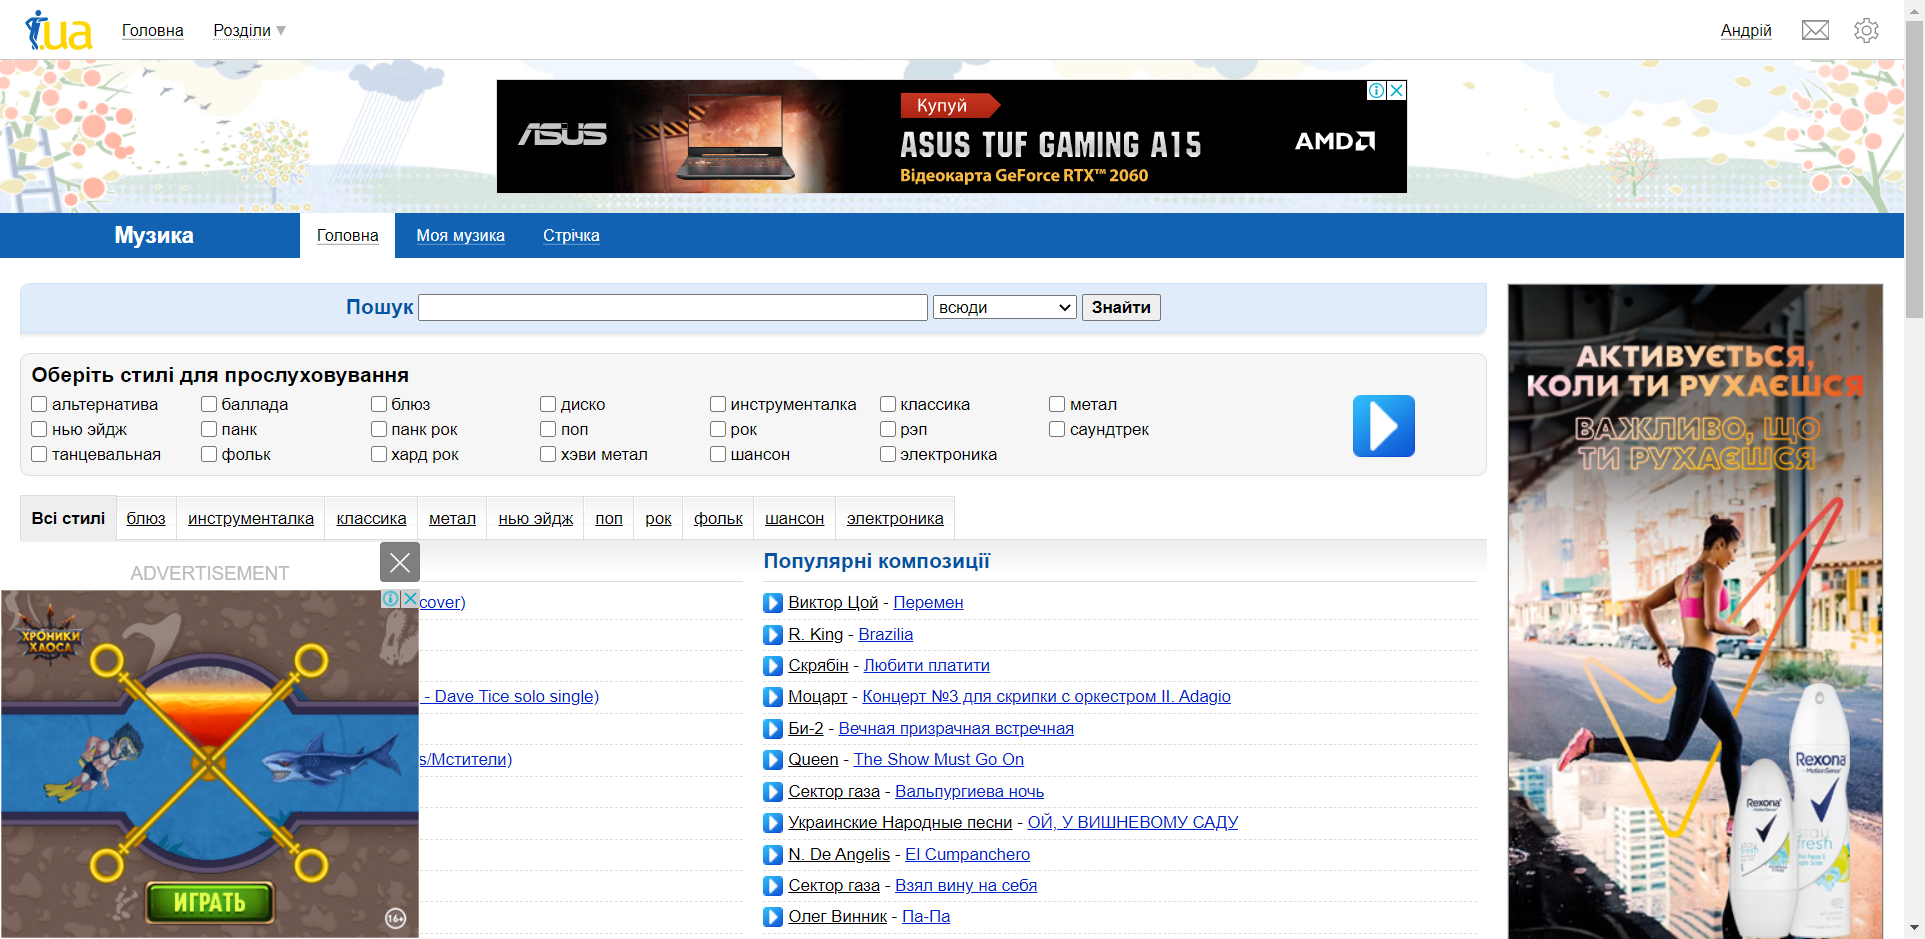 i.ua
Головна
Розділи
Андрій
ASUS
Купуй
ASUS TUF GAMING A15
Відеокарта GeForce RTX™ 2060
AMD
Музика
Головна
Моя музика
Стрічка
Пошук
всюди
Знайти
Оберіть стилі для прослуховування
альтернатива баллада блюз диско инструменталка классика метал
нью эйдж панк панк рок поп рок рэп саундтрек
танцевальная фольк хард рок хэви метал шансон электроника
Всі стилі блюз инструменталка классика метал нью эйдж поп рок фольк шансон электроника
ADVERTISEMENT
ХРОНИКИ
ХАОСА
ИГРАТЬ
16+
cover)
- Dave Tice solo single)
s/Мстители)
Популярні композиції
Виктор Цой - Перемен
R. King - Brazilia
Скрябін - Любити платити
Моцарт - Концерт №3 для скрипки с оркестром II. Adagio
Би-2 - Вечная призрачная встречная
Queen - The Show Must Go On
Сектор газа - Вальпургиева ночь
Украинские Народные песни - ОЙ, У ВИШНЕВОМУ САДУ
N. De Angelis - El Cumpanchero
Сектор газа - Взял вину на себя
Олег Винник - Па-Па
АКТИВУЄТЬСЯ,
КОЛИ ТИ РУХАЄШСЯ
ВАЖЛИВО, ЩО
ТИ РУХАЄШСЯ
Rexona
MotionSense
Rexona
stay
fresh